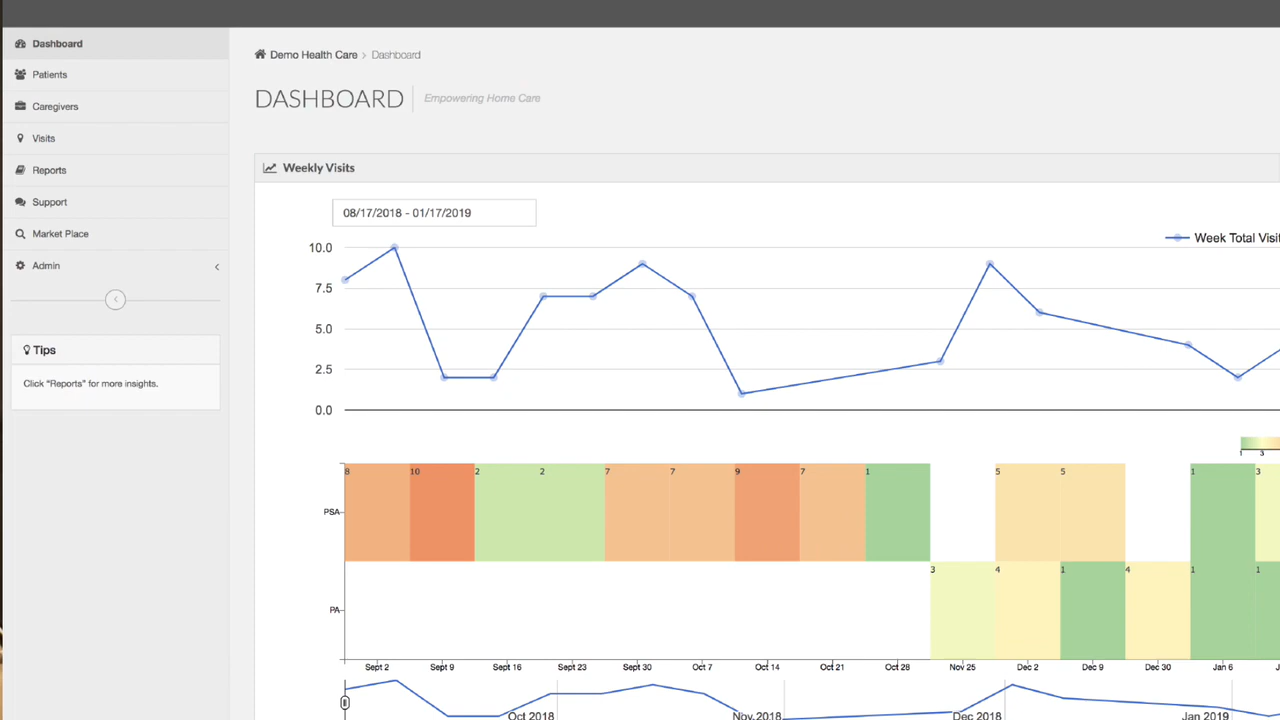 Dashboard
Patients
Caregivers
Visits
Reports
Support
Market Place
Admin
Tips
Click "Reports" for more insights.
Demo Health Care > Dashboard
DASHBOARD Empowering Home Care
Weekly Visits
08/17/2018 - 01/17/2019
Week Total Visi
10.0
7.5
5.0
2.5
0.0
1 3
8 10 2 2 7 7 9 7 1 5 5 1 3
PSA
3 4 1 4 1 1
PA
Sept 2 Sept 9 Sept 16 Sept 23 Sept 30 Oct 7 Oct 14 Oct 21 Oct 28 Nov 25 Dec 2 Dec 9 Dec 30 Jan 6
Oct 2018 Nov 2018 Dec 2018 Jan 2019